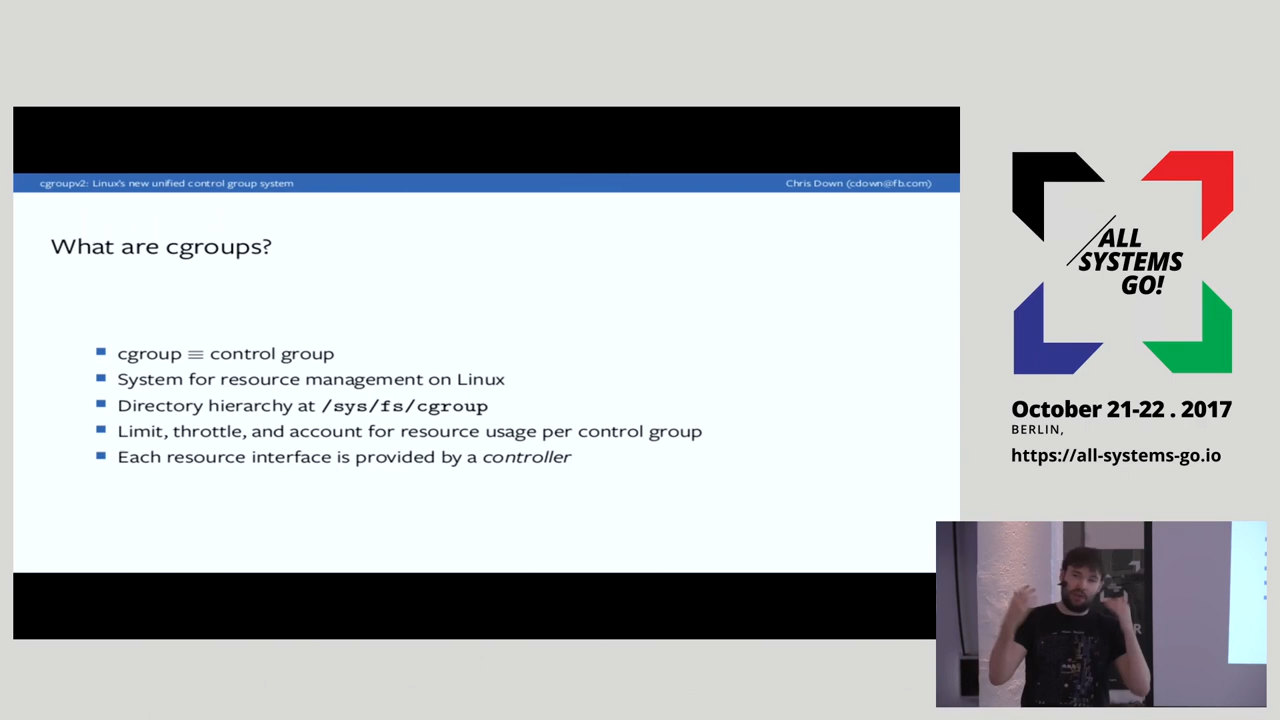 cgroupv2: Linux's new unified control group system
Chris Down (cdown@fb.com)
What are cgroups?
cgroup ≡ control group
System for resource management on Linux
Directory hierarchy at /sys/fs/cgroup
Limit, throttle, and account for resource usage per control group
Each resource interface is provided by a controller
/ALL
SYSTEMS
GO!
October 21-22 . 2017
BERLIN,
https://all-systems-go.io